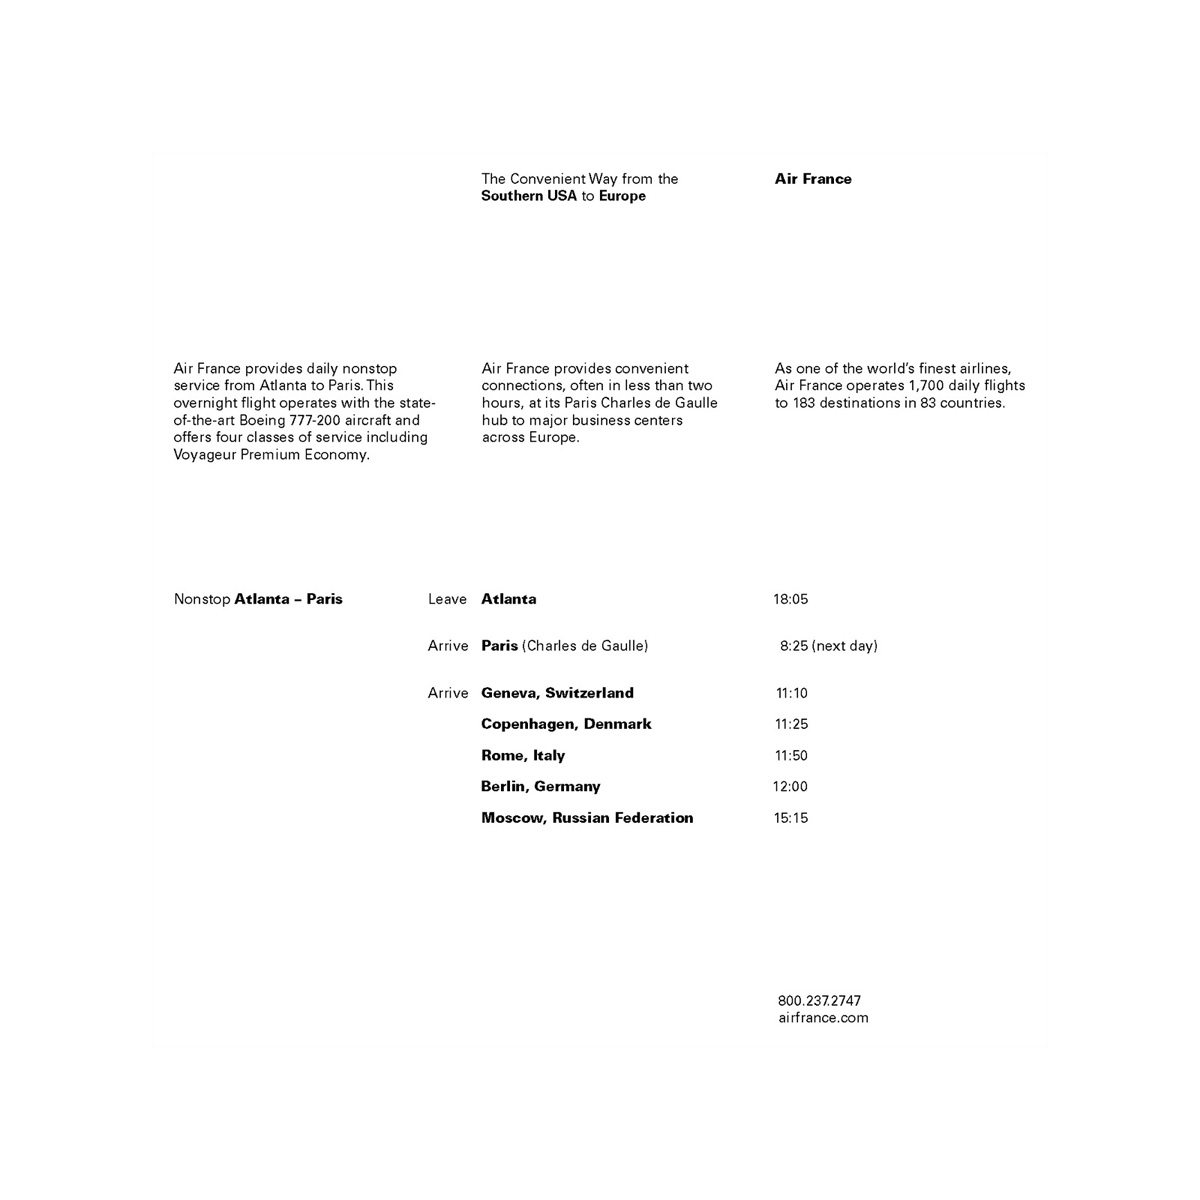 The Convenient Way from the
Southern USA to Europe
Air France
Air France provides daily nonstop
service from Atlanta to Paris. This
overnight flight operates with the state-
of-the-art Boeing 777-200 aircraft and
offers four classes of service including
Voyageur Premium Economy.
Air France provides convenient
connections, often in less than two
hours, at its Paris Charles de Gaulle
hub to major business centers
across Europe.
As one of the world's finest airlines,
Air France operates 1,700 daily flights
to 183 destinations in 83 countries.
Nonstop Atlanta – Paris Leave Atlanta 18:05
Arrive Paris (Charles de Gaulle) 8:25 (next day)
Arrive Geneva, Switzerland 11:10
Copenhagen, Denmark 11:25
Rome, Italy 11:50
Berlin, Germany 12:00
Moscow, Russian Federation 15:15
800.237.2747
airfrance.com